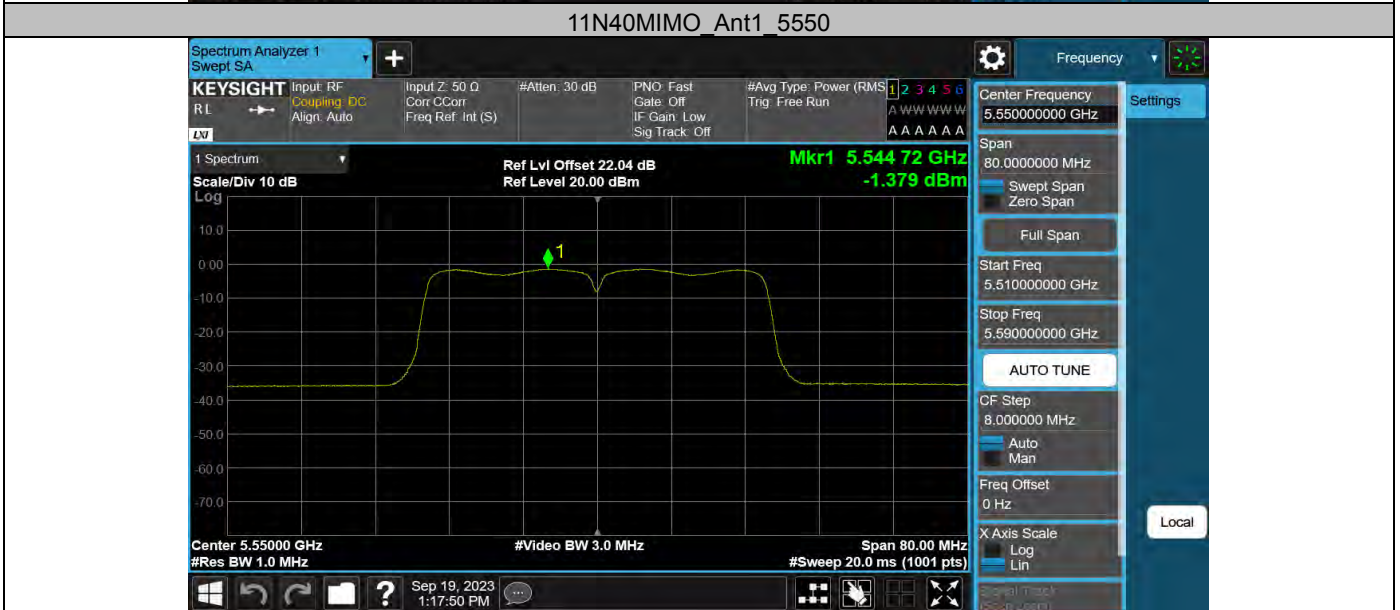 11N40MIMO_Ant1_5550
Spectrum Analyzer 1
Swept SA
Frequency
KEYSIGHT
R L
LXI
Input: RF
Coupling: DC
Align: Auto
Input Z: 50 Ω
Corr CCorr
Freq Ref: Int (S)
#Atten: 30 dB
PNO: Fast
Gate: Off
IF Gain: Low
Sig Track: Off
#Avg Type: Power (RMS
Trig: Free Run
1 2 3 4 5 6
A W W W W W
A A A A A A
1 Spectrum
Scale/Div 10 dB
Log
Ref Lvl Offset 22.04 dB
Ref Level 20.00 dBm
Mkr1 5.544 72 GHz
-1.379 dBm
10.0
0.00
-10.0
-20.0
-30.0
-40.0
-50.0
-60.0
-70.0
1
Center 5.55000 GHz
#Res BW 1.0 MHz
#Video BW 3.0 MHz
Span 80.00 MHz
#Sweep 20.0 ms (1001 pts)
Sep 19, 2023
1:17:50 PM
Center Frequency
5.550000000 GHz
Settings
Span
80.0000000 MHz
Swept Span
Zero Span
Full Span
Start Freq
5.510000000 GHz
Stop Freq
5.590000000 GHz
AUTO TUNE
CF Step
8.000000 MHz
Auto
Man
Freq Offset
0 Hz
X Axis Scale
Log
Lin
Local